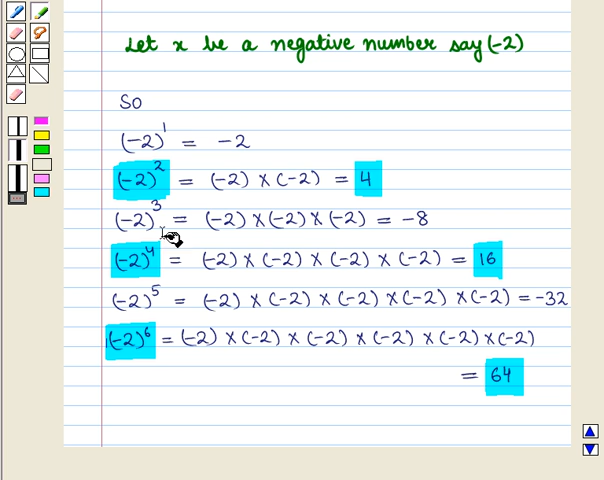 Let x be a negative number say (-2)
So
(-2)¹ = -2
(-2)² = (-2) × (-2) = 4
(-2)³ = (-2) × (-2) × (-2) = -8
(-2)⁴ = (-2) × (-2) × (-2) × (-2) = 16
(-2)⁵ = (-2) × (-2) × (-2) × (-2) × (-2) = -32
(-2)⁶ = (-2) × (-2) × (-2) × (-2) × (-2) × (-2)
= 64